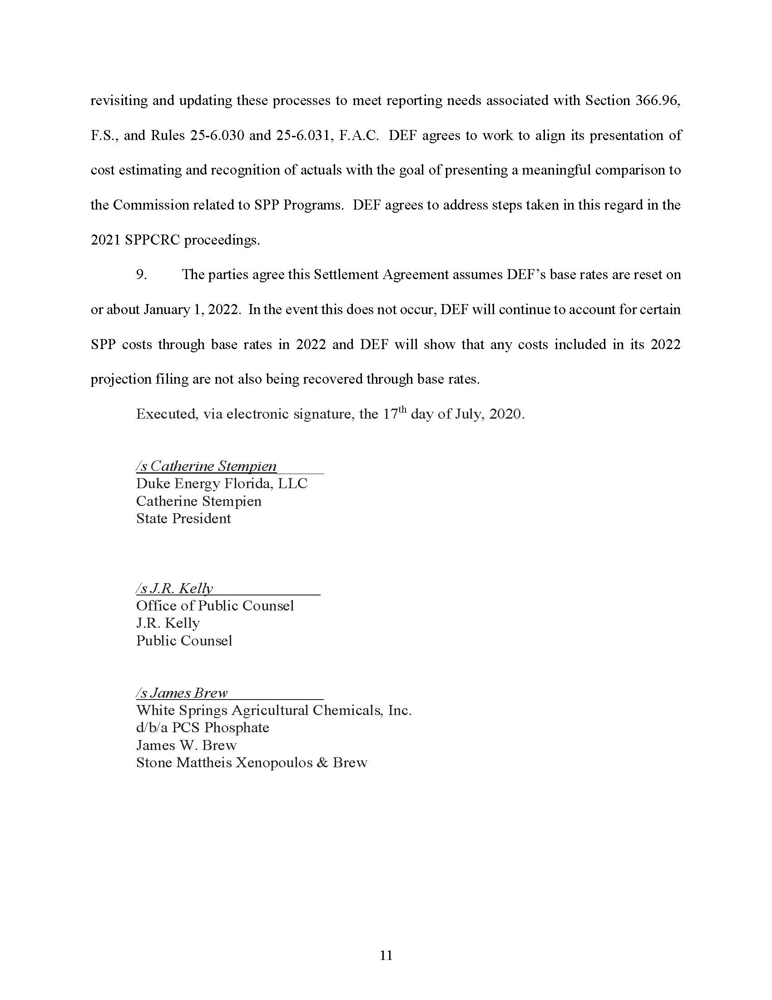 revisiting and updating these processes to meet reporting needs associated with Section 366.96,
F.S., and Rules 25-6.030 and 25-6.031, F.A.C.  DEF agrees to work to align its presentation of
cost estimating and recognition of actuals with the goal of presenting a meaningful comparison to
the Commission related to SPP Programs.  DEF agrees to address steps taken in this regard in the
2021 SPPCRC proceedings.
9. The parties agree this Settlement Agreement assumes DEF’s base rates are reset on
or about January 1, 2022.  In the event this does not occur, DEF will continue to account for certain
SPP costs through base rates in 2022 and DEF will show that any costs included in its 2022
projection filing are not also being recovered through base rates.
Executed, via electronic signature, the 17th day of July, 2020.
/s Catherine Stempien
Duke Energy Florida, LLC
Catherine Stempien
State President
/s J.R. Kelly
Office of Public Counsel
J.R. Kelly
Public Counsel
/s James Brew
White Springs Agricultural Chemicals, Inc.
d/b/a PCS Phosphate
James W. Brew
Stone Mattheis Xenopoulos & Brew
11